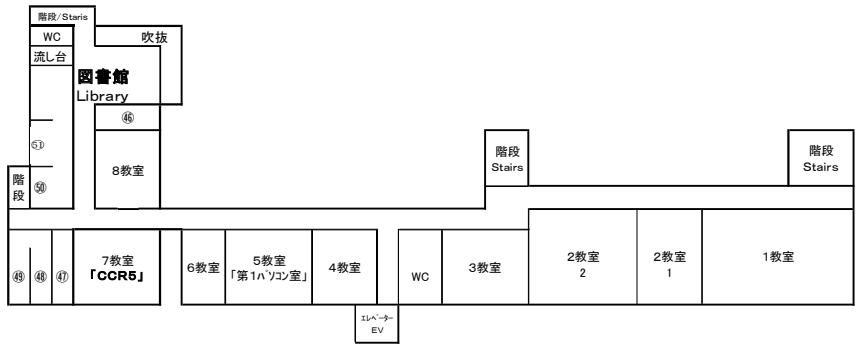 階段/Staris
WC
吹抜
流し台
図書館
Library
㊻
㊿+1
8教室
階
段
㊿
階段
Stairs
階段
Stairs
㊾
㊽
㊼
7教室
「CCR5」
6教室
5教室
「第1ﾊﾟｿｺﾝ室」
4教室
WC
3教室
2教室
2
2教室
1
1教室
ｴﾚﾍﾞｰﾀｰ
EV